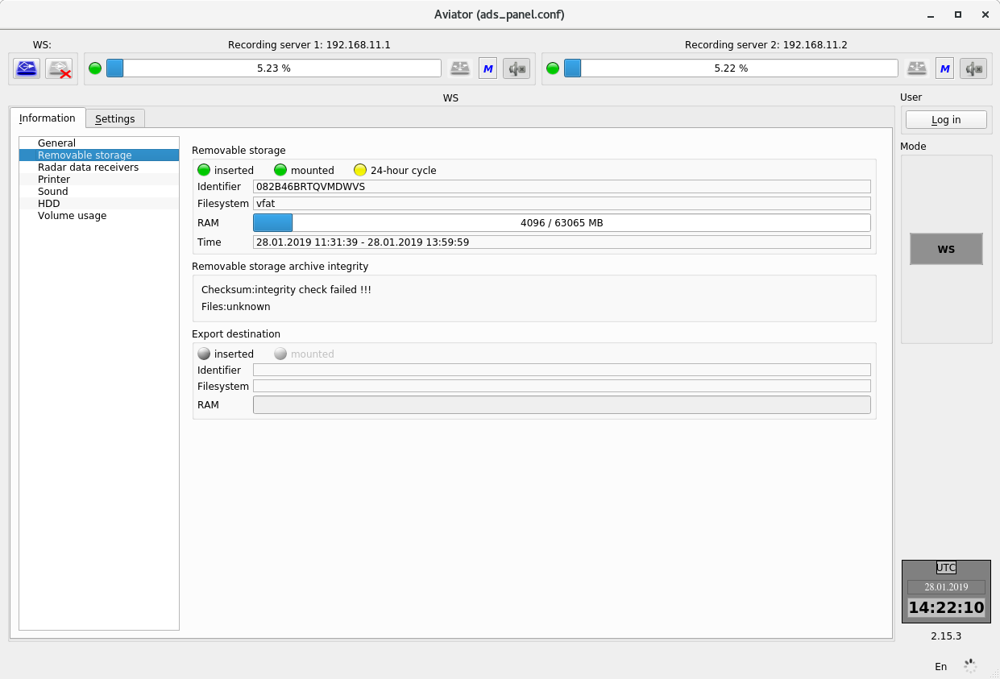 Aviator (ads_panel.conf)
WS:
Recording server 1: 192.168.11.1
Recording server 2: 192.168.11.2
5.23 %
M
5.22 %
M
WS
User
Information
Settings
Log in
Mode
General
Removable storage
Radar data receivers
Printer
Sound
HDD
Volume usage
Removable storage
inserted
mounted
24-hour cycle
Identifier
082B46BRTQVMDWVS
Filesystem
vfat
RAM
4096 / 63065 MB
Time
28.01.2019 11:31:39 - 28.01.2019 13:59:59
Removable storage archive integrity
Checksum:integrity check failed !!!
Files:unknown
Export destination
inserted
mounted
Identifier
Filesystem
RAM
WS
UTC
28.01.2019
14:22:10
2.15.3
En